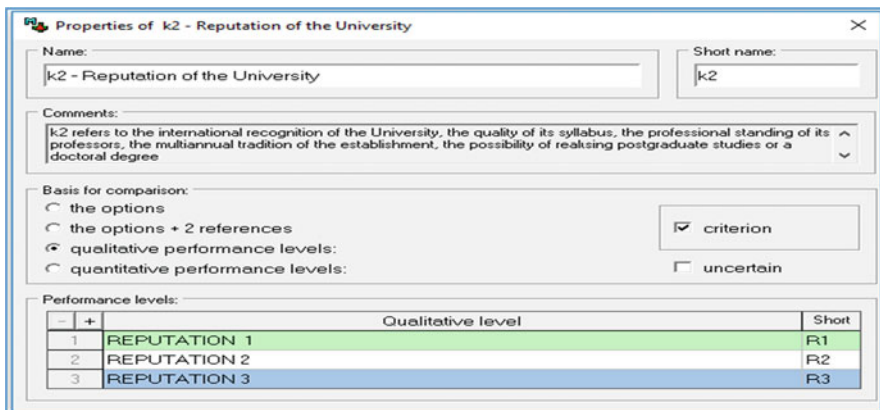 Properties of k2 - Reputation of the University
Name:
Short name:
k2 - Reputation of the University
k2
Comments:
k2 refers to the international recognition of the University, the quality of its syllabus, the professional standing of its
professors, the multiannual tradition of the establishment, the possibility of realising postgraduate studies or a
doctoral degree
Basis for comparison:
the options
the options + 2 references
criterion
qualitative performance levels:
quantitative performance levels:
uncertain
Performance levels:
- + Qualitative level Short
1 REPUTATION 1 R1
2 REPUTATION 2 R2
3 REPUTATION 3 R3